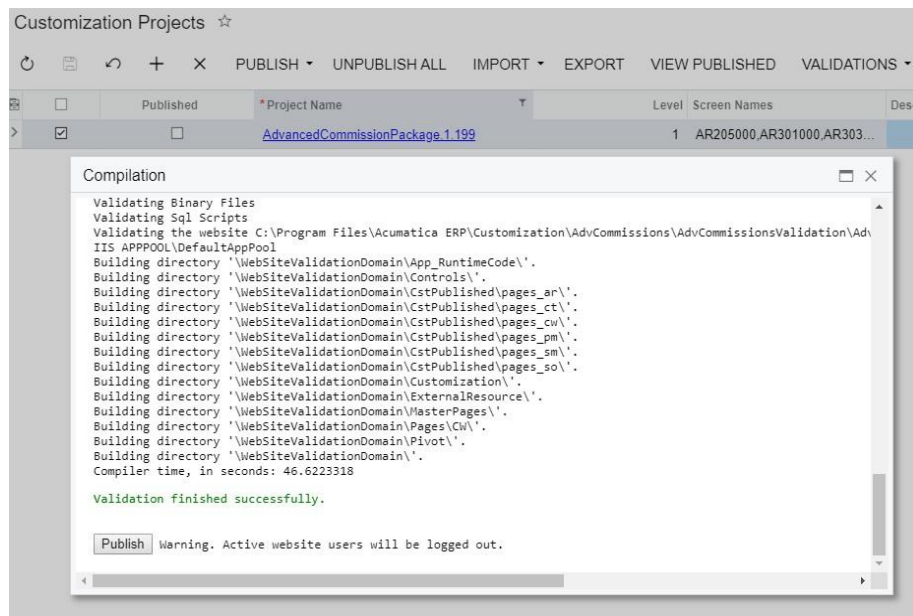 Customization Projects
PUBLISH UNPUBLISH ALL IMPORT EXPORT VIEW PUBLISHED VALIDATIONS
Published *Project Name Level Screen Names
AdvancedCommissionPackage.1.199 1 AR205000,AR301000,AR303...
Compilation
Validating Binary Files
Validating Sql Scripts
Validating the website C:\Program Files\Acumatica ERP\Customization\AdvCommissions\AdvCommissionsValidation\Adv
IIS APPPOOL\DefaultAppPool
Building directory '\WebSiteValidationDomain\App_RuntimeCode\'.
Building directory '\WebSiteValidationDomain\Controls\'.
Building directory '\WebSiteValidationDomain\CstPublished\pages_ar\'.
Building directory '\WebSiteValidationDomain\CstPublished\pages_ct\'.
Building directory '\WebSiteValidationDomain\CstPublished\pages_cw\'.
Building directory '\WebSiteValidationDomain\CstPublished\pages_pm\'.
Building directory '\WebSiteValidationDomain\CstPublished\pages_sm\'.
Building directory '\WebSiteValidationDomain\CstPublished\pages_so\'.
Building directory '\WebSiteValidationDomain\Customization\'.
Building directory '\WebSiteValidationDomain\ExternalResource\'.
Building directory '\WebSiteValidationDomain\MasterPages\'.
Building directory '\WebSiteValidationDomain\Pages\CW\'.
Building directory '\WebSiteValidationDomain\Pivot\'.
Building directory '\WebSiteValidationDomain\'.
Compiler time, in seconds: 46.6223318
Validation finished successfully.
Publish Warning. Active website users will be logged out.